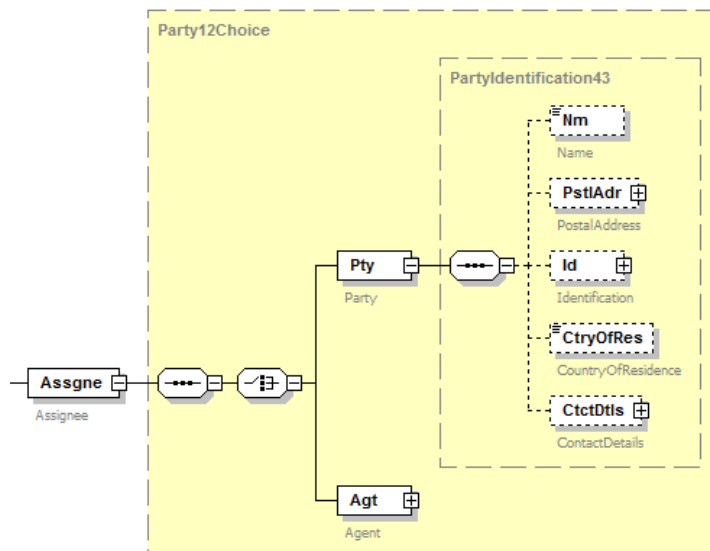 Party12Choice
PartyIdentification43
Nm
Name
PstlAdr
PostalAddress
Pty
Party
Id
Identification
CtryOfRes
CountryOfResidence
Assgne
Assignee
CtctDtls
ContactDetails
Agt
Agent